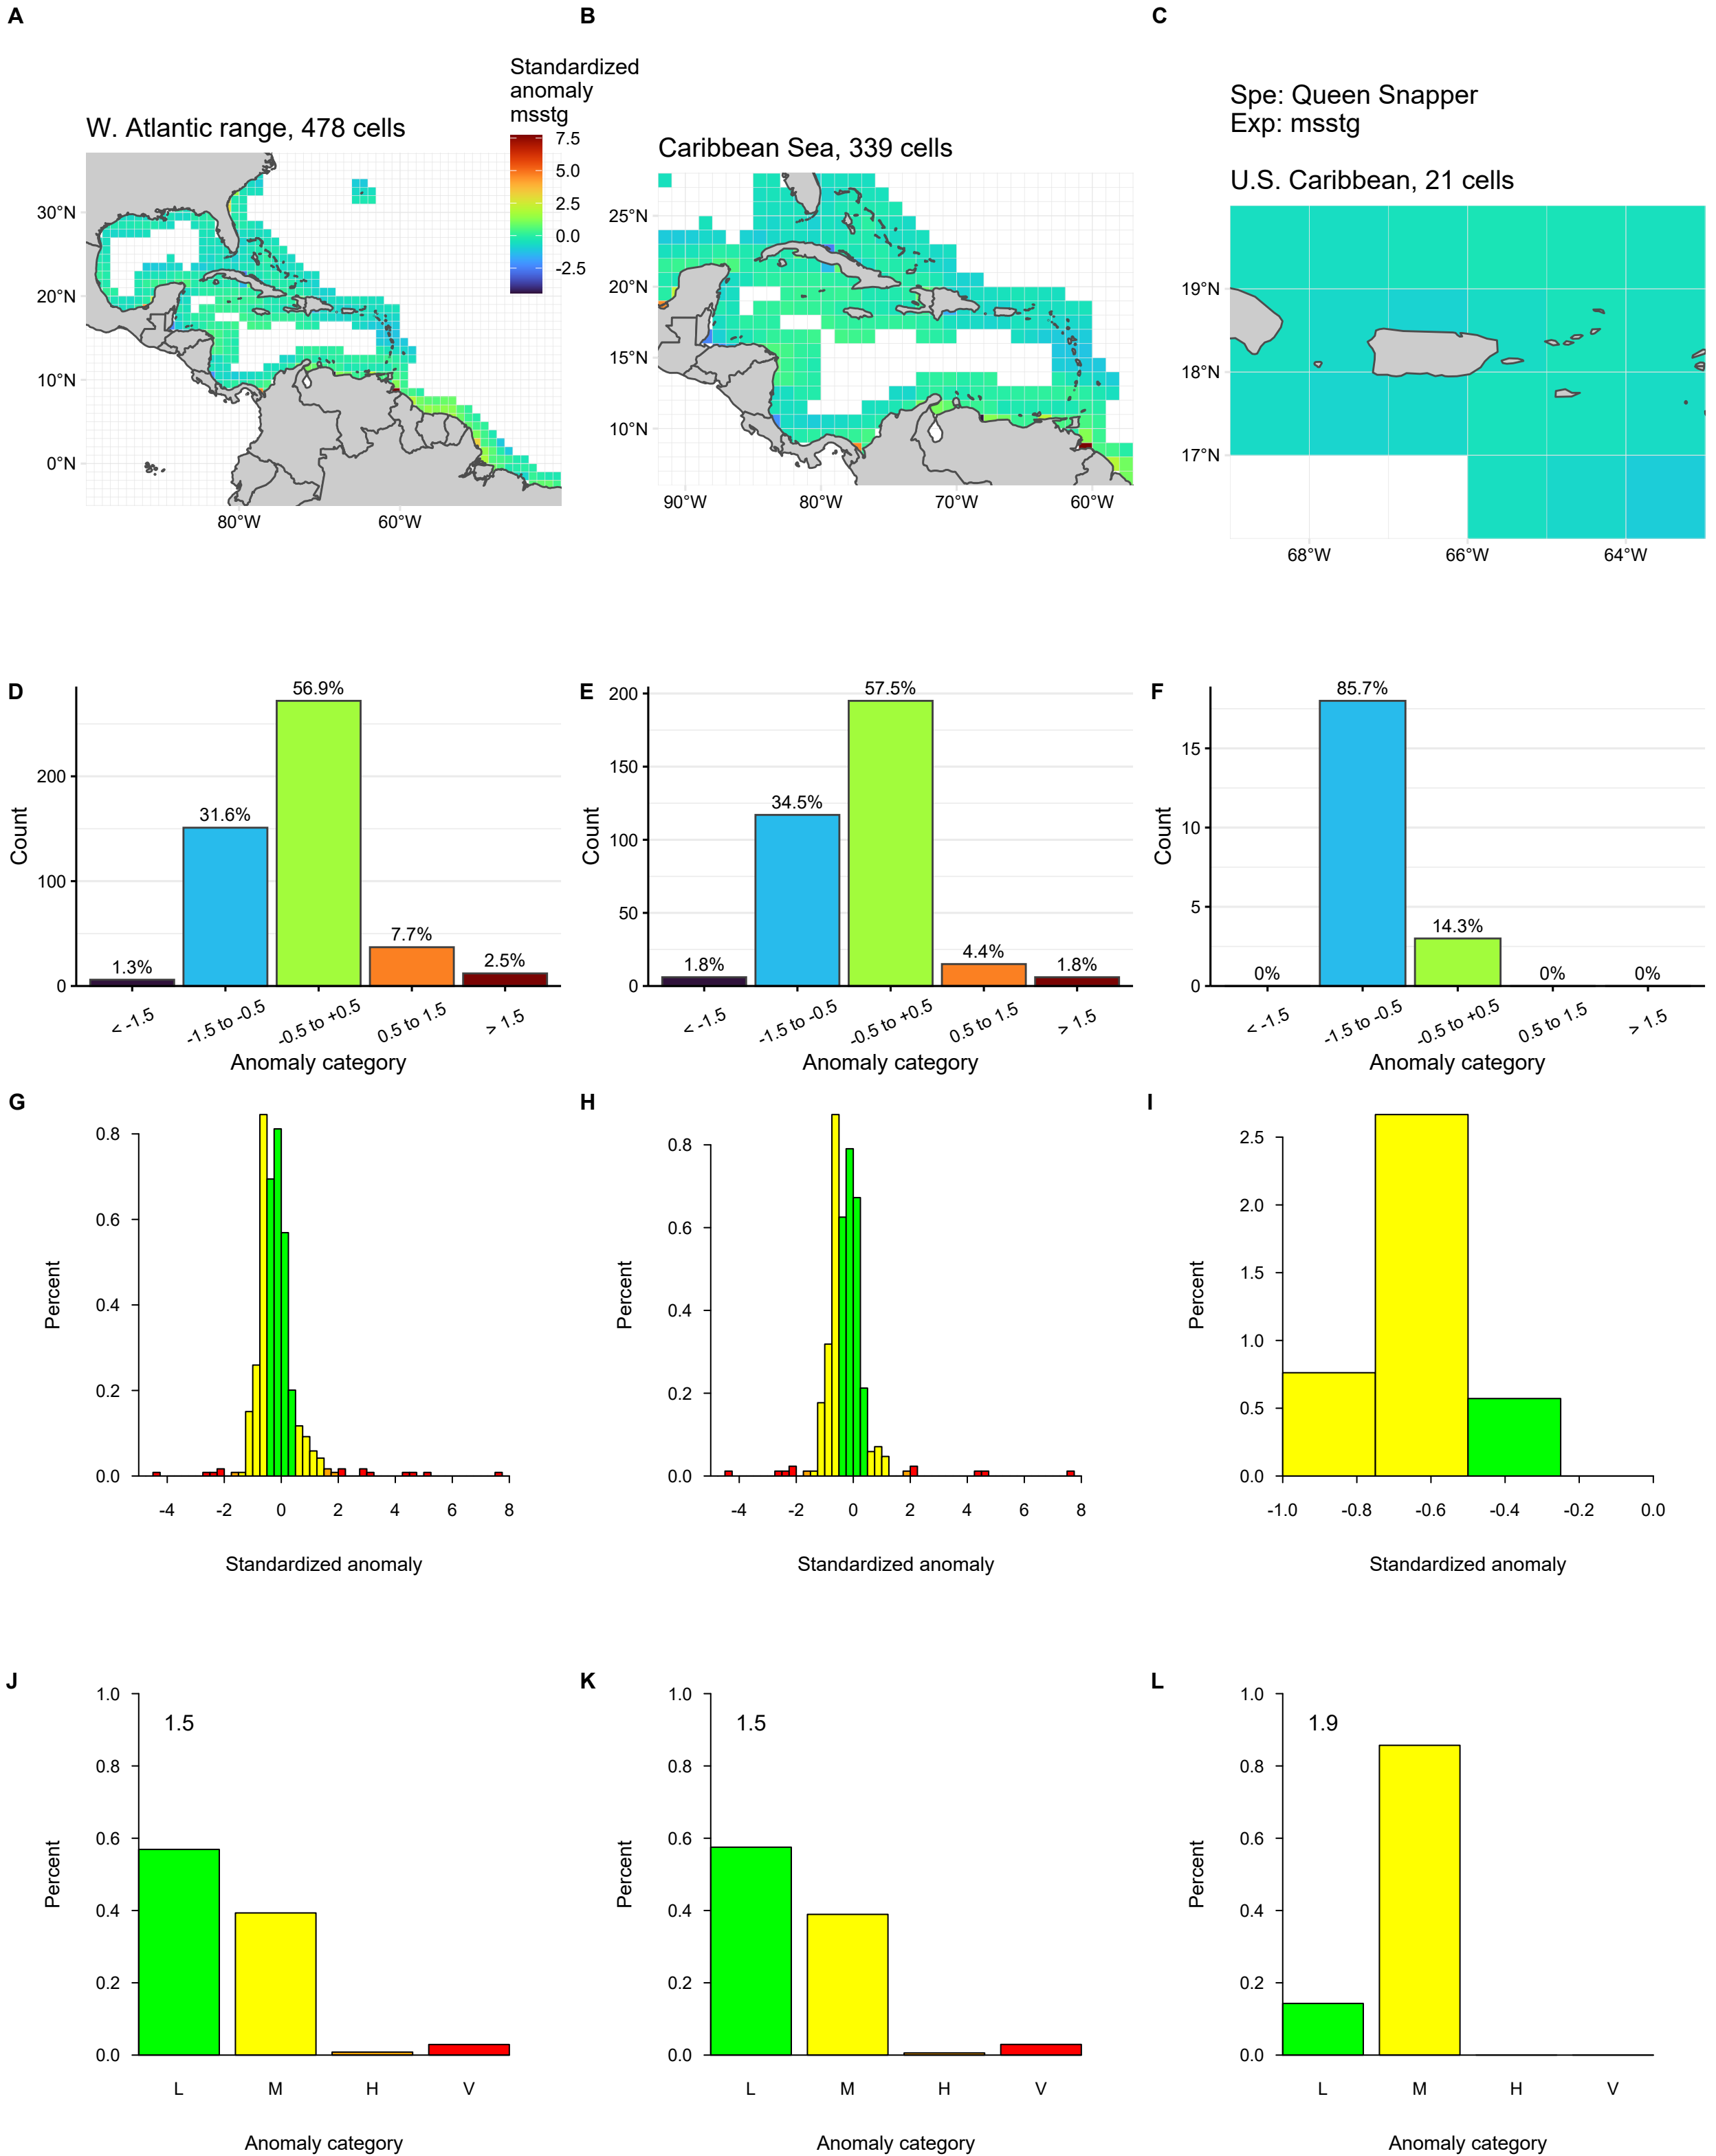 A
B
C
Standardized
anomaly
msstg
7.5
5.0
2.5
0.0
-2.5
W. Atlantic range, 478 cells
30°N
20°N
10°N
0°N
80°W
60°W
Caribbean Sea, 339 cells
25°N
20°N
15°N
10°N
90°W
80°W
70°W
60°W
Spe: Queen Snapper
Exp: msstg
U.S. Caribbean, 21 cells
19°N
18°N
17°N
68°W
66°W
64°W
D
Count
200
100
0
1.3%
31.6%
56.9%
7.7%
2.5%
< -1.5
-1.5 to -0.5
-0.5 to +0.5
0.5 to 1.5
> 1.5
Anomaly category
E
Count
200
150
100
50
0
1.8%
34.5%
57.5%
4.4%
1.8%
< -1.5
-1.5 to -0.5
-0.5 to +0.5
0.5 to 1.5
> 1.5
Anomaly category
F
Count
15
10
5
0
0%
85.7%
14.3%
0%
0%
< -1.5
-1.5 to -0.5
-0.5 to +0.5
0.5 to 1.5
> 1.5
Anomaly category
G
Percent
0.8
0.6
0.4
0.2
0.0
-4 -2 0 2 4 6 8
Standardized anomaly
H
Percent
0.8
0.6
0.4
0.2
0.0
-4 -2 0 2 4 6 8
Standardized anomaly
I
Percent
2.5
2.0
1.5
1.0
0.5
0.0
-1.0 -0.8 -0.6 -0.4 -0.2 0.0
Standardized anomaly
J
Percent
1.0
0.8
0.6
0.4
0.2
0.0
1.5
L M H V
Anomaly category
K
Percent
1.0
0.8
0.6
0.4
0.2
0.0
1.5
L M H V
Anomaly category
L
Percent
1.0
0.8
0.6
0.4
0.2
0.0
1.9
L M H V
Anomaly category